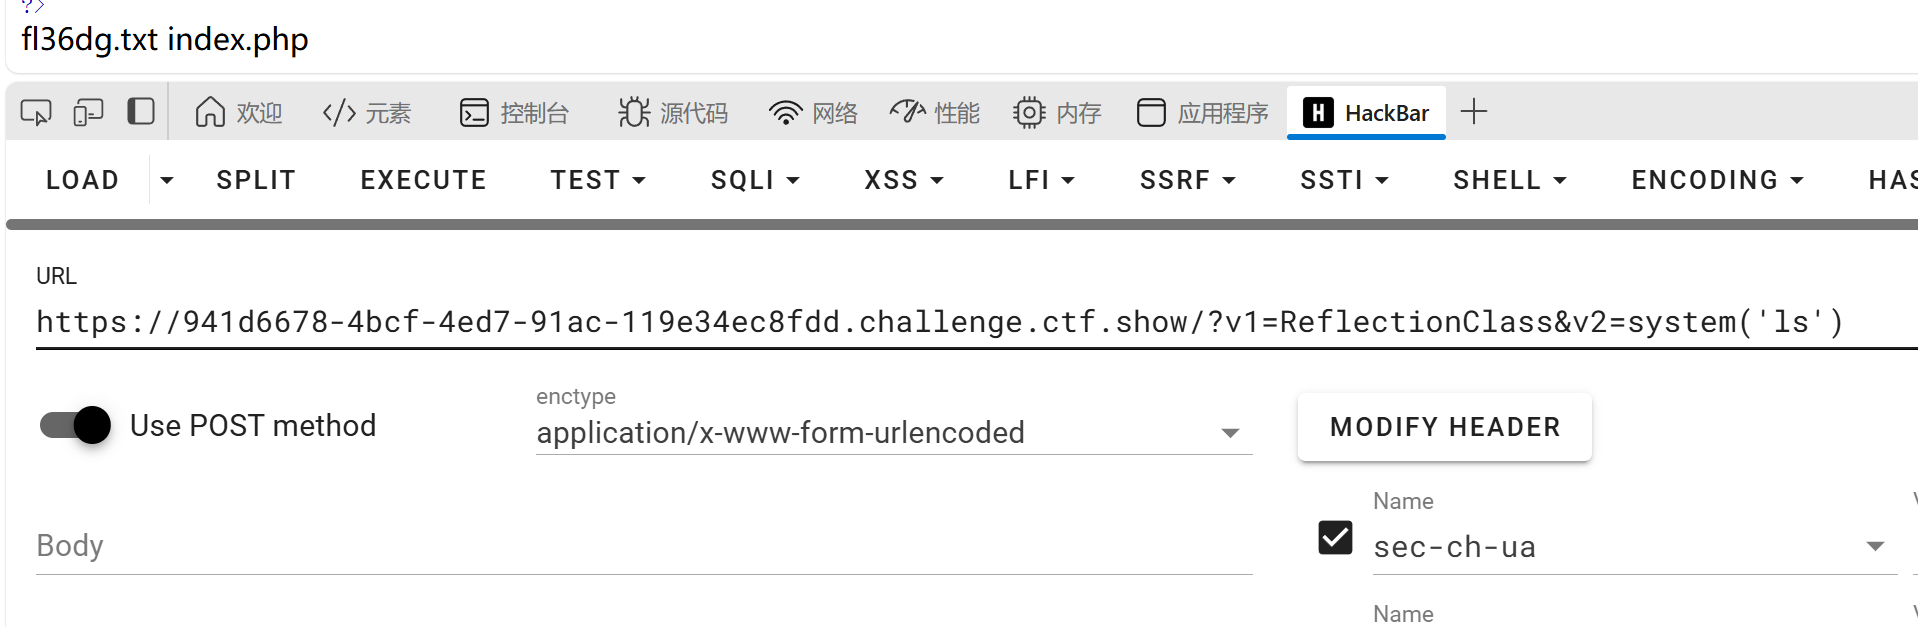 ?>
fl36dg.txt index.php
欢迎 </> 元素 控制台 源代码 网络 性能 内存 应用程序 H HackBar +
LOAD SPLIT EXECUTE TEST SQLI XSS LFI SSRF SSTI SHELL ENCODING HAS
URL
https://941d6678-4bcf-4ed7-91ac-119e34ec8fdd.challenge.ctf.show/?v1=ReflectionClass&v2=system('ls')
Use POST method
enctype
application/x-www-form-urlencoded
MODIFY HEADER
Name
Body
sec-ch-ua
Name